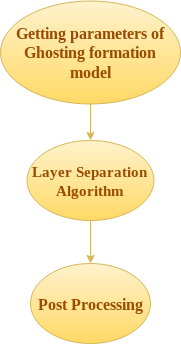 Getting parameters of
Ghosting formation
model
Layer Separation
Algorithm
Post Processing